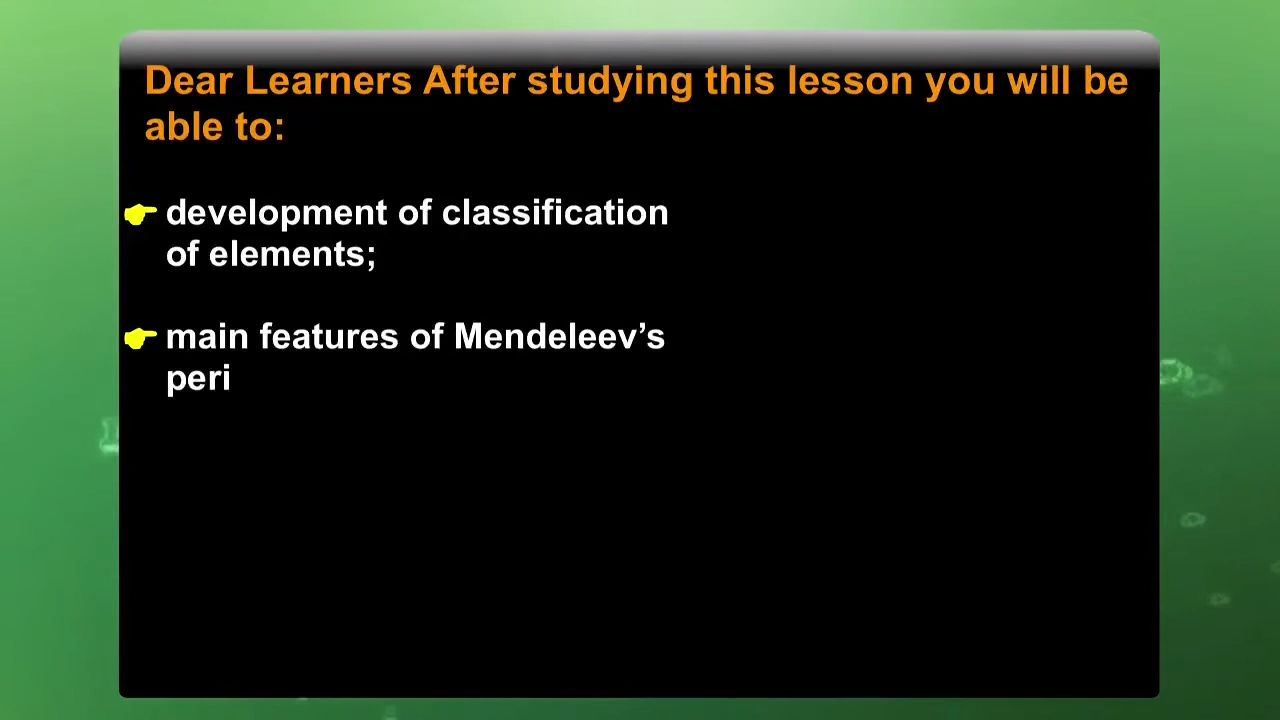 Dear Learners After studying this lesson you will be
able to:
development of classification
of elements;
main features of Mendeleev’s
peri